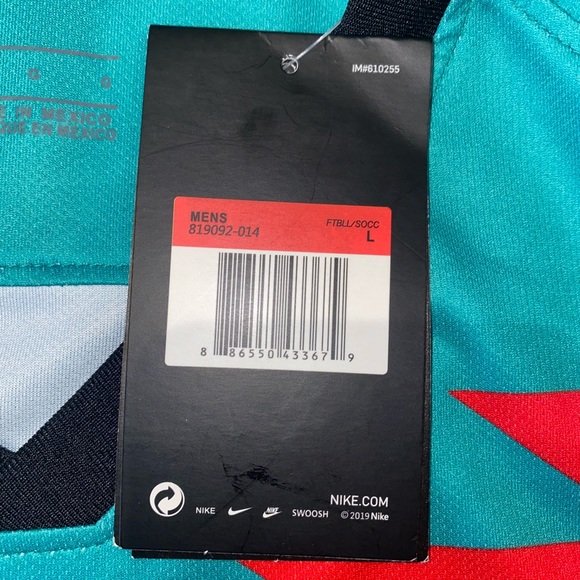 G G
IN MEXICO
EN MEXICO
IM#610255
MENS FTBLL/SOCC
819092-014 L
8 86550 43367 9
NIKE.COM
NIKE NIKE SWOOSH © 2019 Nike